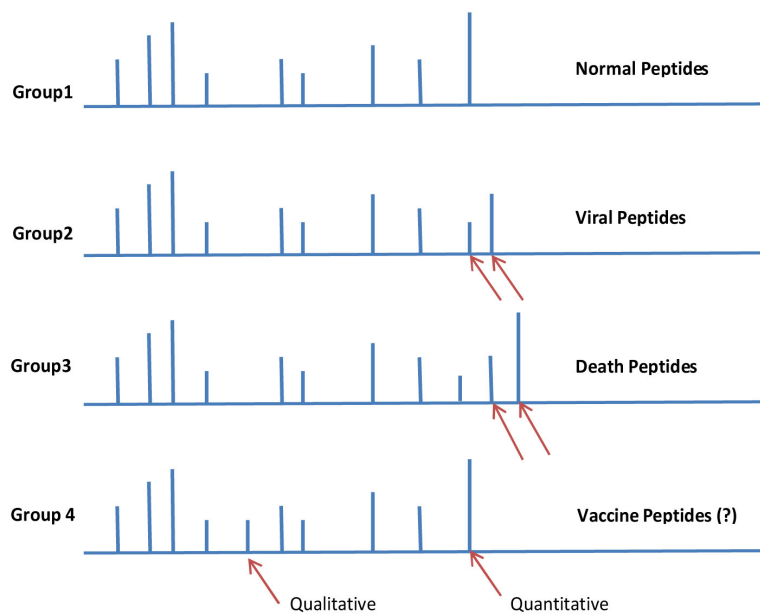 Group1 Normal Peptides
Group2 Viral Peptides
Group3 Death Peptides
Group 4 Vaccine Peptides (?)
Qualitative Quantitative